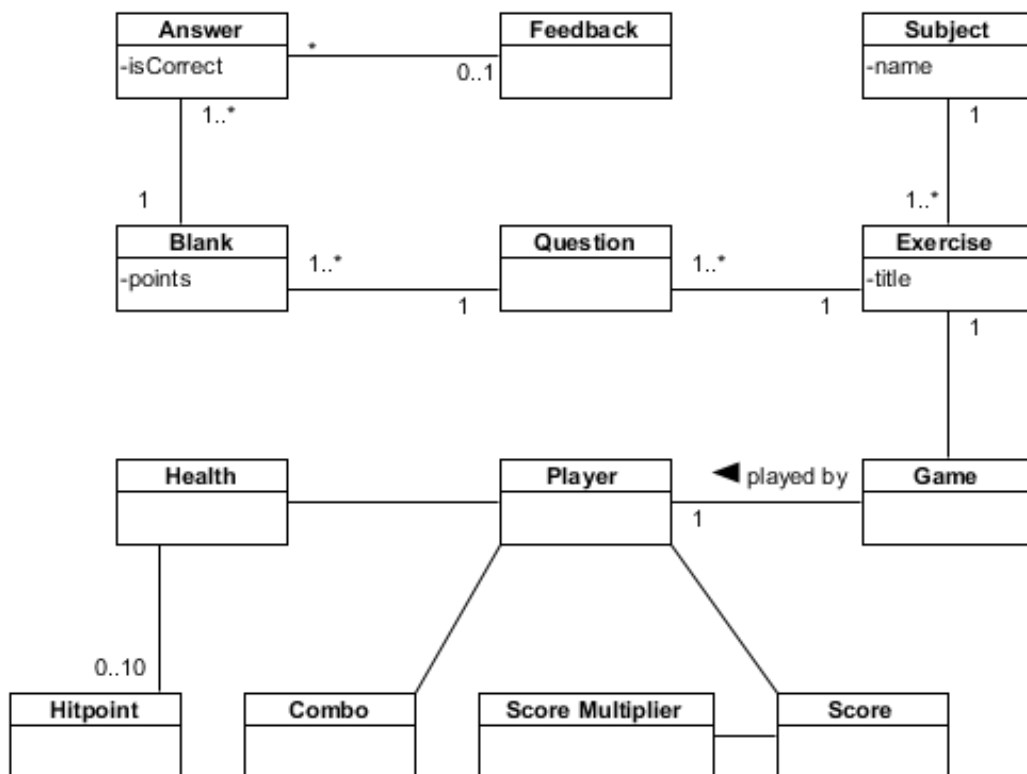 Answer
-isCorrect
*
0..1
Feedback
Subject
-name
1..*
1
1
1..*
Blank
-points
1..*
1
Question
1..*
1
Exercise
-title
1
Health
Player
◄ played by
1
Game
0..10
Hitpoint
Combo
Score Multiplier
Score